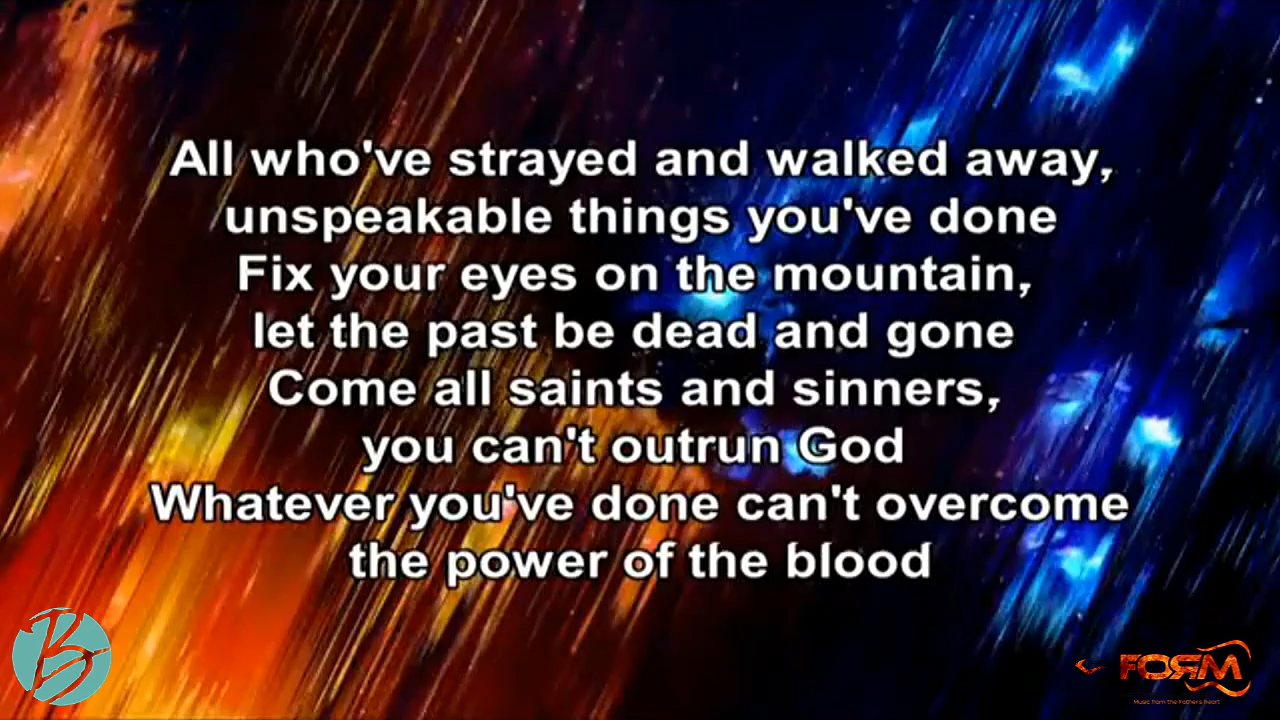 All who've strayed and walked away,
unspeakable things you've done
Fix your eyes on the mountain,
let the past be dead and gone
Come all saints and sinners,
you can't outrun God
Whatever you've done can't overcome
the power of the blood
B
FORM
Music from the Fathers heart